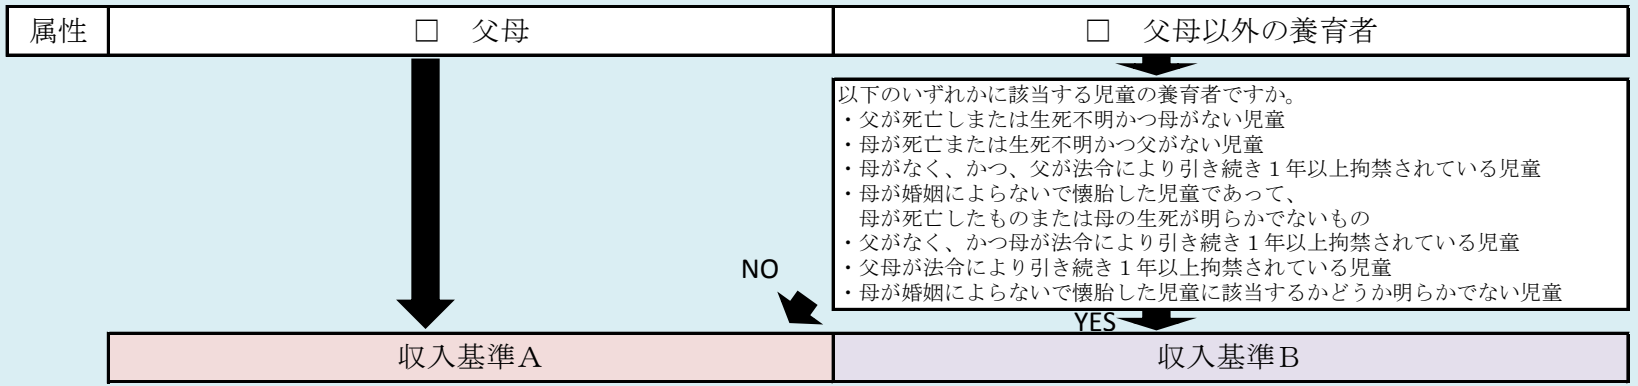 属性
□　父母
□　父母以外の養育者
以下のいずれかに該当する児童の養育者ですか。
・父が死亡しまたは生死不明かつ母がない児童
・母が死亡または生死不明かつ父がない児童
・母がなく、かつ、父が法令により引き続き１年以上拘禁されている児童
・母が婚姻によらないで懐胎した児童であって、
　母が死亡したものまたは母の生死が明らかでないもの
・父がなく、かつ母が法令により引き続き１年以上拘禁されている児童
・父母が法令により引き続き１年以上拘禁されている児童
・母が婚姻によらないで懐胎した児童に該当するかどうか明らかでない児童
NO
YES
収入基準Ａ
収入基準Ｂ